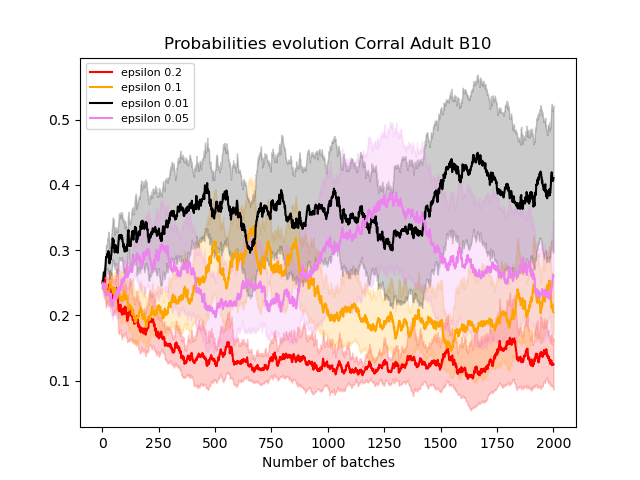 Probabilities evolution Corral Adult B10
epsilon 0.2
epsilon 0.1
epsilon 0.01
epsilon 0.05
0.5
0.4
0.3
0.2
0.1
0 250 500 750 1000 1250 1500 1750 2000
Number of batches